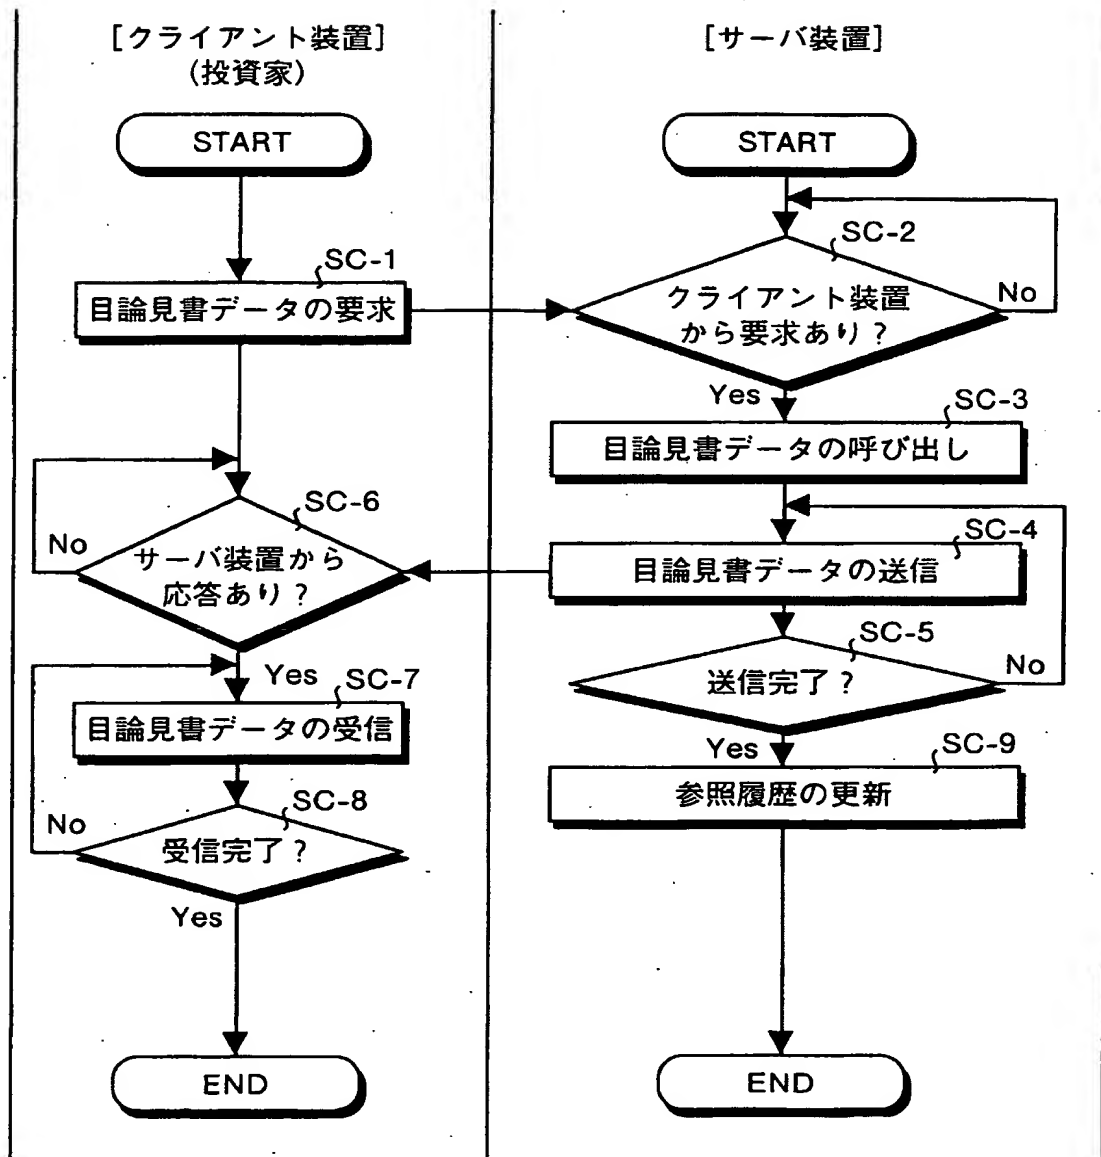 [クライアント装置]
(投資家)
START
SC-1
目論見書データの要求
SC-6
サーバ装置から
応答あり？
No
Yes
SC-7
目論見書データの受信
SC-8
受信完了？
No
Yes
END
[サーバ装置]
START
SC-2
クライアント装置
から要求あり？
No
Yes
SC-3
目論見書データの呼び出し
SC-4
目論見書データの送信
SC-5
送信完了？
No
Yes
SC-9
参照履歴の更新
END